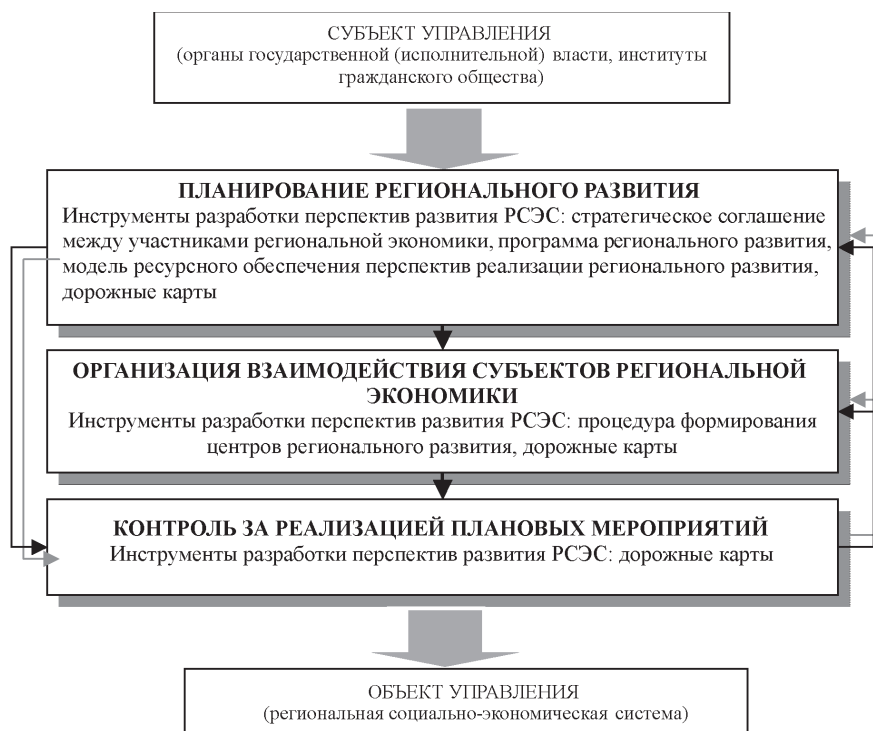 СУБЪЕКТ УПРАВЛЕНИЯ
(органы государственной (исполнительной) власти, институты
гражданского общества)
ПЛАНИРОВАНИЕ РЕГИОНАЛЬНОГО РАЗВИТИЯ
Инструменты разработки перспектив развития РСЭС: стратегическое соглашение
между участниками региональной экономики, программа регионального развития,
модель ресурсного обеспечения перспектив реализации регионального развития,
дорожные карты
ОРГАНИЗАЦИЯ ВЗАИМОДЕЙСТВИЯ СУБЪЕКТОВ РЕГИОНАЛЬНОЙ
ЭКОНОМИКИ
Инструменты разработки перспектив развития РСЭС: процедура формирования
центров регионального развития, дорожные карты
КОНТРОЛЬ ЗА РЕАЛИЗАЦИЕЙ ПЛАНОВЫХ МЕРОПРИЯТИЙ
Инструменты разработки перспектив развития РСЭС: дорожные карты
ОБЪЕКТ УПРАВЛЕНИЯ
(региональная социально-экономическая система)